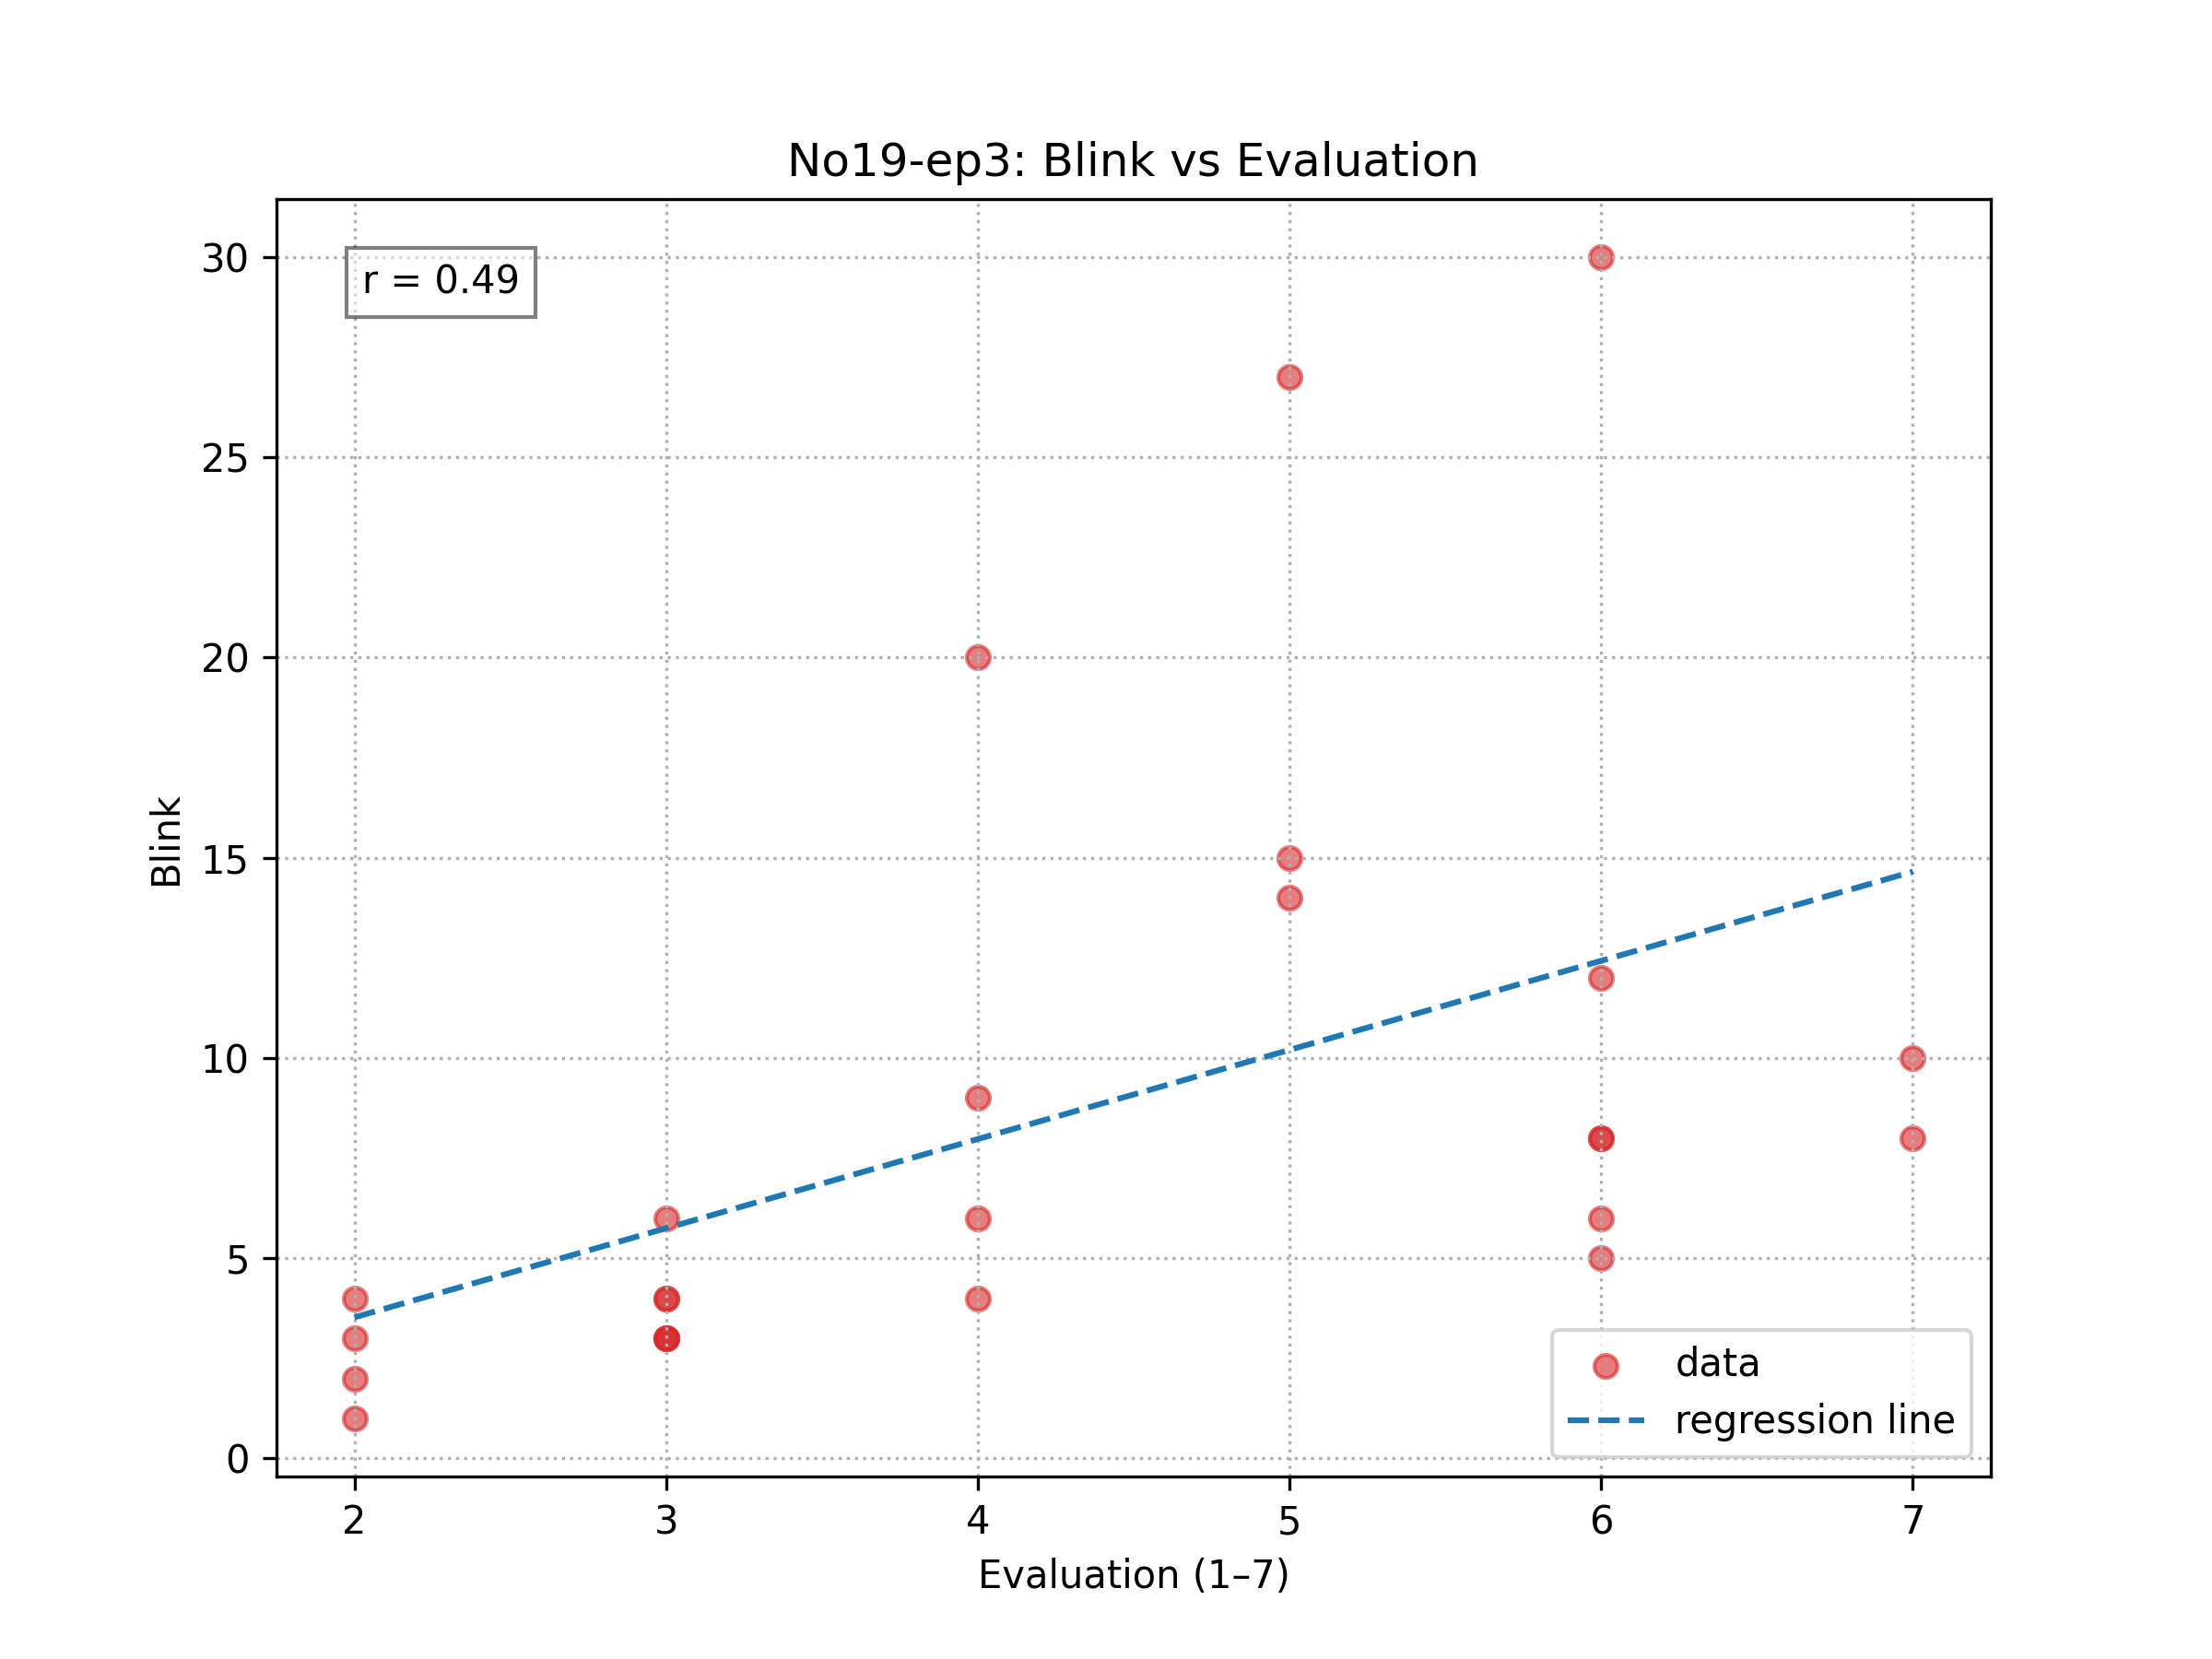 No19-ep3: Blink vs Evaluation
r = 0.49
30
25
20
15
10
5
0
Blink
data
regression line
2 3 4 5 6 7
Evaluation (1–7)